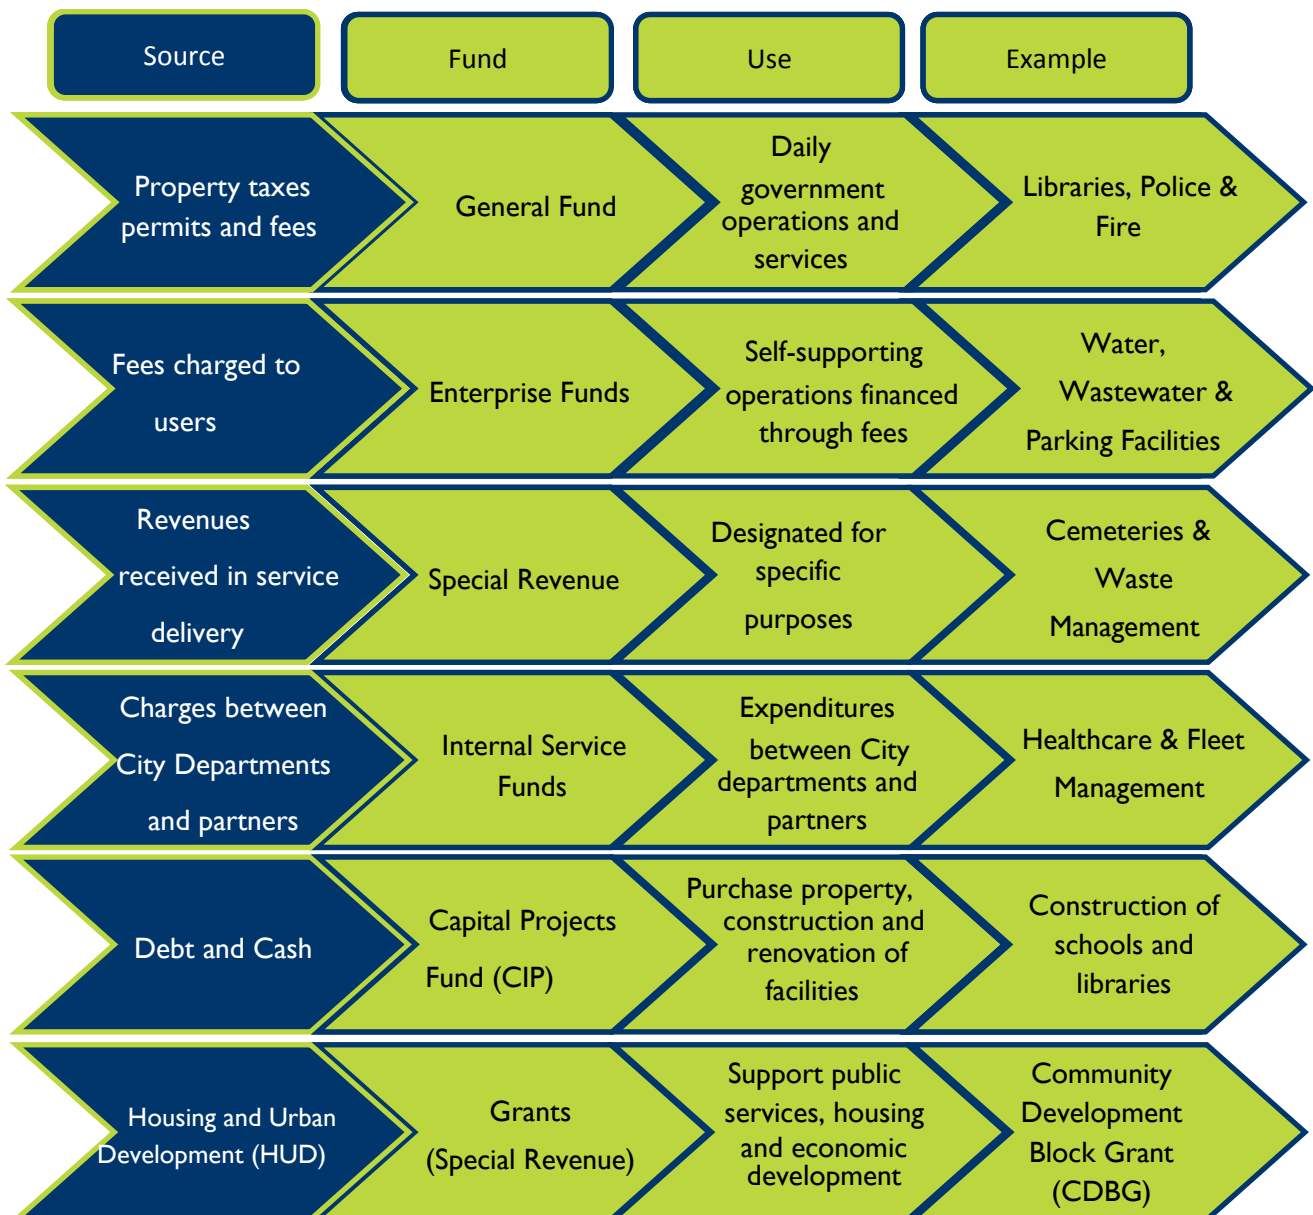 Source
Fund
Use
Example
Property taxes
permits and fees
General Fund
Daily
government
operations and
services
Libraries, Police &
Fire
Fees charged to
users
Enterprise Funds
Self-supporting
operations financed
through fees
Water,
Wastewater &
Parking Facilities
Revenues
received in service
delivery
Special Revenue
Designated for
specific
purposes
Cemeteries &
Waste
Management
Charges between
City Departments
and partners
Internal Service
Funds
Expenditures
between City
departments and
partners
Healthcare & Fleet
Management
Debt and Cash
Capital Projects
Fund (CIP)
Purchase property,
construction and
renovation of
facilities
Construction of
schools and
libraries
Housing and Urban
Development (HUD)
Grants
(Special Revenue)
Support public
services, housing
and economic
development
Community
Development
Block Grant
(CDBG)